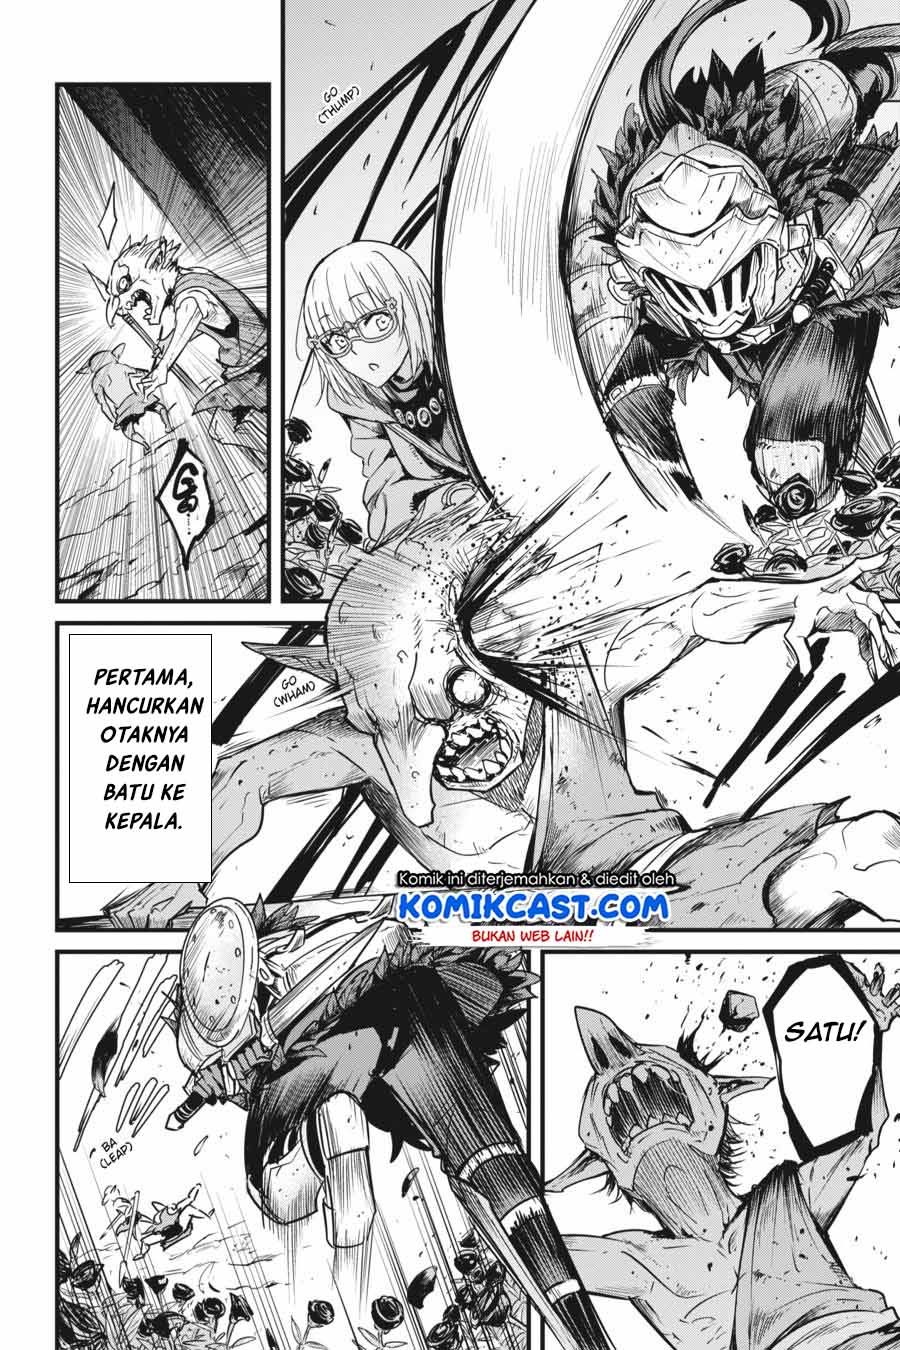 GO
(THUMP)
GO
(WHAM)
PERTAMA,
HANCURKAN
OTAKNYA
DENGAN
BATU KE
KEPALA.
Komik ini diterjemahkan & diedit oleh
KOMIKCAST.COM
BUKAN WEB LAIN!!
SATU!
BA
(LEAP)